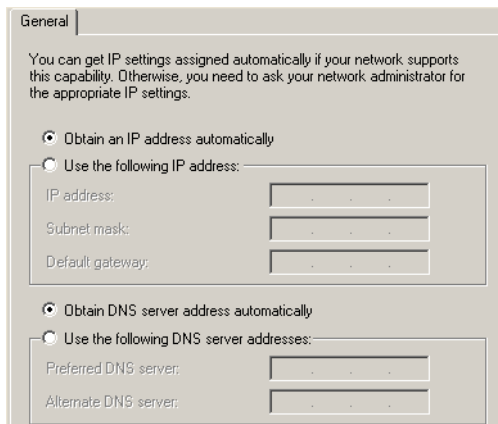 General
You can get IP settings assigned automatically if your network supports
this capability. Otherwise, you need to ask your network administrator for
the appropriate IP settings.
Obtain an IP address automatically
Use the following IP address:
IP address:
Subnet mask:
Default gateway:
Obtain DNS server address automatically
Use the following DNS server addresses:
Preferred DNS server:
Alternate DNS server: